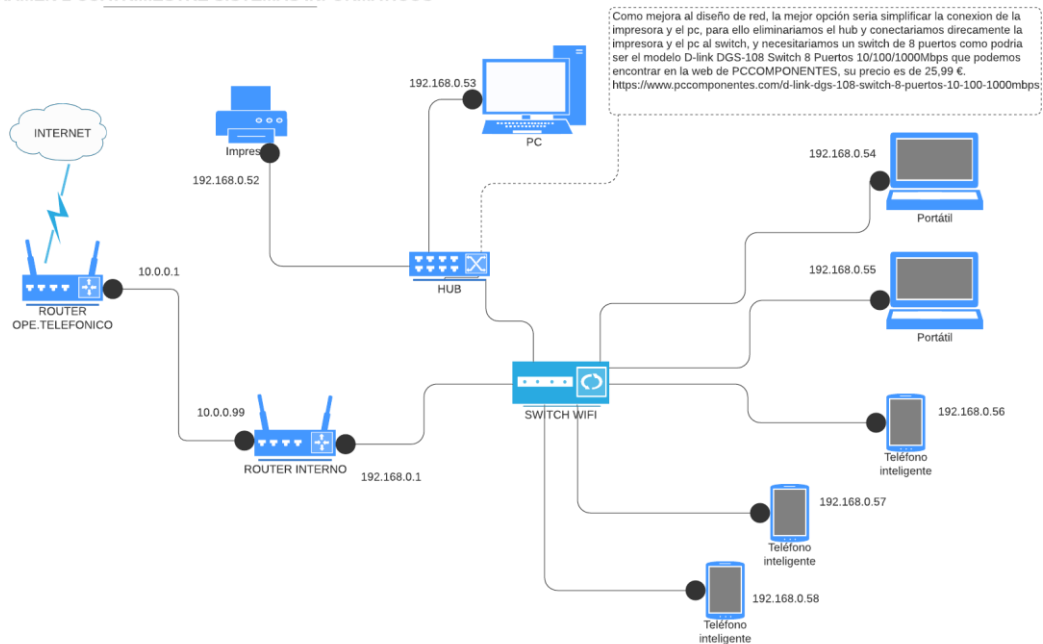 Como mejora al diseño de red, la mejor opción seria simplificar la conexion de la
impresora y el pc, para ello eliminariamos el hub y conectariamos direcamente la
impresora y el pc al switch, y necesitariamos un switch de 8 puertos como podria
ser el modelo D-link DGS-108 Switch 8 Puertos 10/100/1000Mbps que podemos
encontrar en la web de PCCOMPONENTES, su precio es de 25,99 €.
https://www.pccomponentes.com/d-link-dgs-108-switch-8-puertos-10-100-1000mbps
192.168.0.53
PC
INTERNET
Impres
192.168.0.52
192.168.0.54
Portátil
HUB
10.0.0.1
ROUTER
OPE.TELEFONICO
192.168.0.55
Portátil
SWITCH WIFI
10.0.0.99
ROUTER INTERNO
192.168.0.1
192.168.0.56
Teléfono
inteligente
192.168.0.57
Teléfono
inteligente
192.168.0.58
Teléfono
inteligente